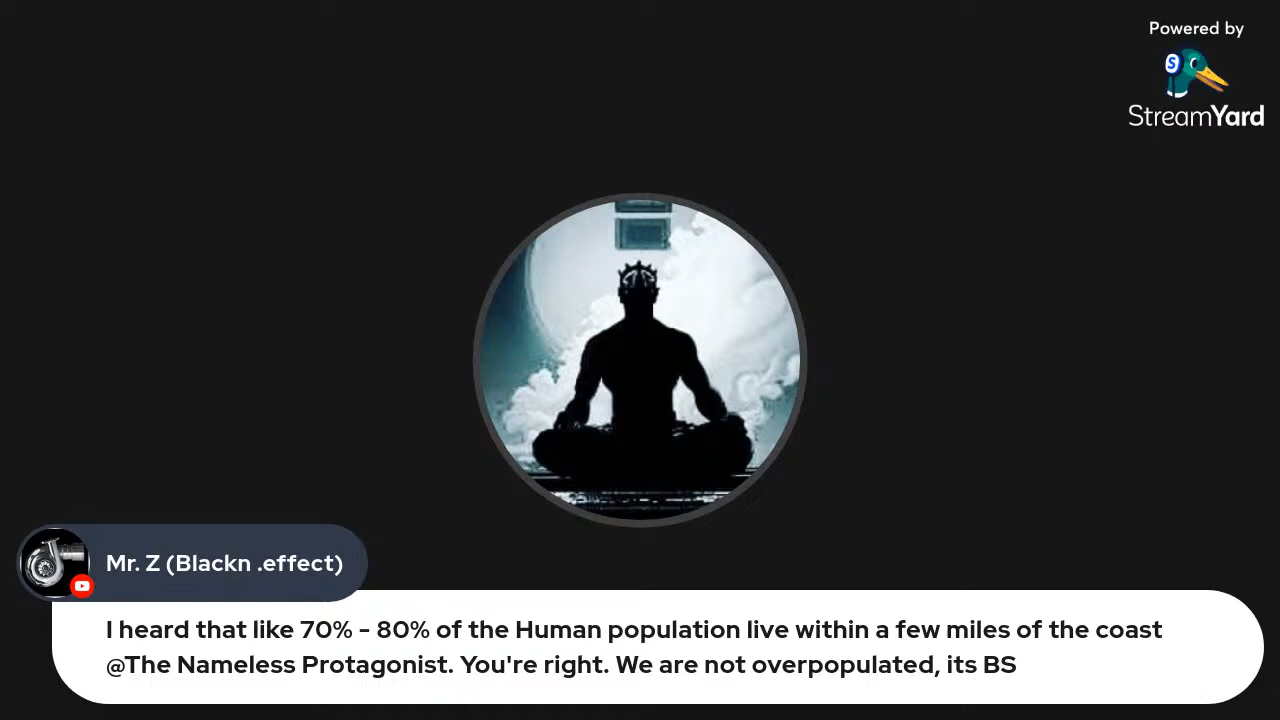 Powered by
S
StreamYard
Mr. Z (Blackn .effect)
I heard that like 70% - 80% of the Human population live within a few miles of the coast
@The Nameless Protagonist. You're right. We are not overpopulated, its BS